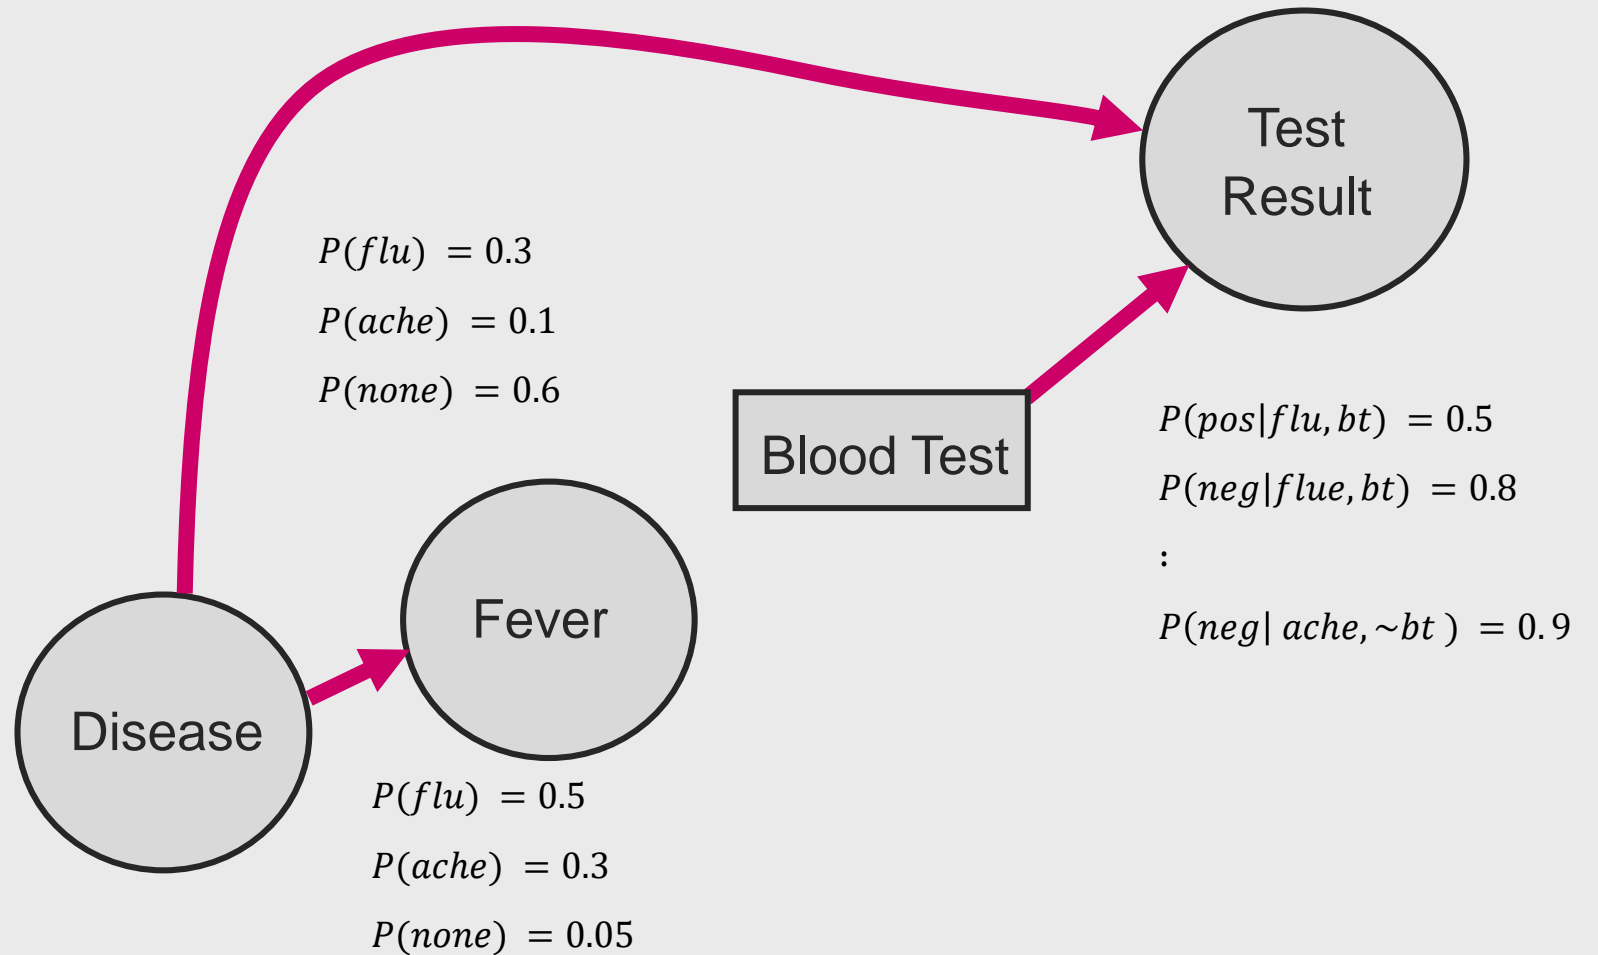 Test
Result
P(flu) = 0.3
P(ache) = 0.1
P(none) = 0.6
Blood Test
P(pos|flu, bt) = 0.5
P(neg|flue, bt) = 0.8
:
P(neg| ache, ~bt ) = 0. 9
Fever
Disease
P(flu) = 0.5
P(ache) = 0.3
P(none) = 0.05